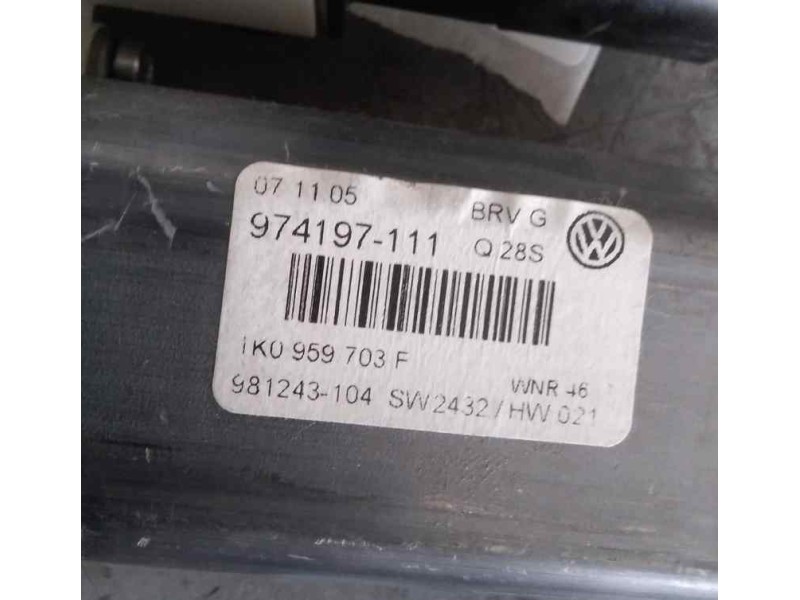 07 11 05
BRV G
974197-111
Q 28S
1K0 959 703 F
WNR 46
981243-104 SW2432/HW 021